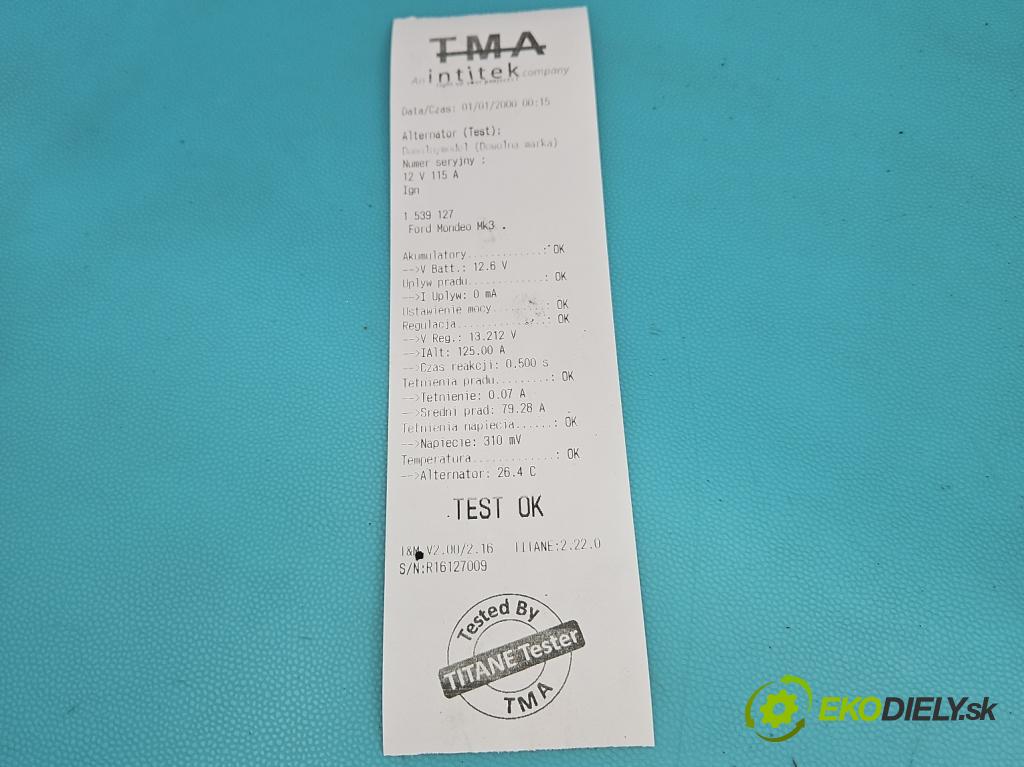 TMA
An intitek company
Data/Czas: 01/01/2000 00:15
Alternator (Test):
(Dowolna marka)
Numer seryjny :
12 V 115 A
Ign
1 539 127
Ford Mondeo Mk3 .
Akumulatory..............: OK
-->V Batt.: 12.6 V
Uplyw pradu..............: OK
-->I Uplyw: 0 mA
Ustawienie mocy..........: OK
Regulacja................: OK
-->V Reg.: 13.212 V
-->IAlt: 125.00 A
-->Czas reakcji: 0.500 s
Tetnienia pradu.........: OK
-->Tetnienie: 0.07 A
-->Sredni prad: 79.28 A
Tetnienia napiecia......: OK
-->Napiecie: 310 mV
Temperatura.............: OK
-->Alternator: 26.4 C
TEST OK
T&M V2.00/2.16 TITANE:2.22.0
S/N:R16127009
Tested By
TITANE Tester
TMA
EKODIELY.sk